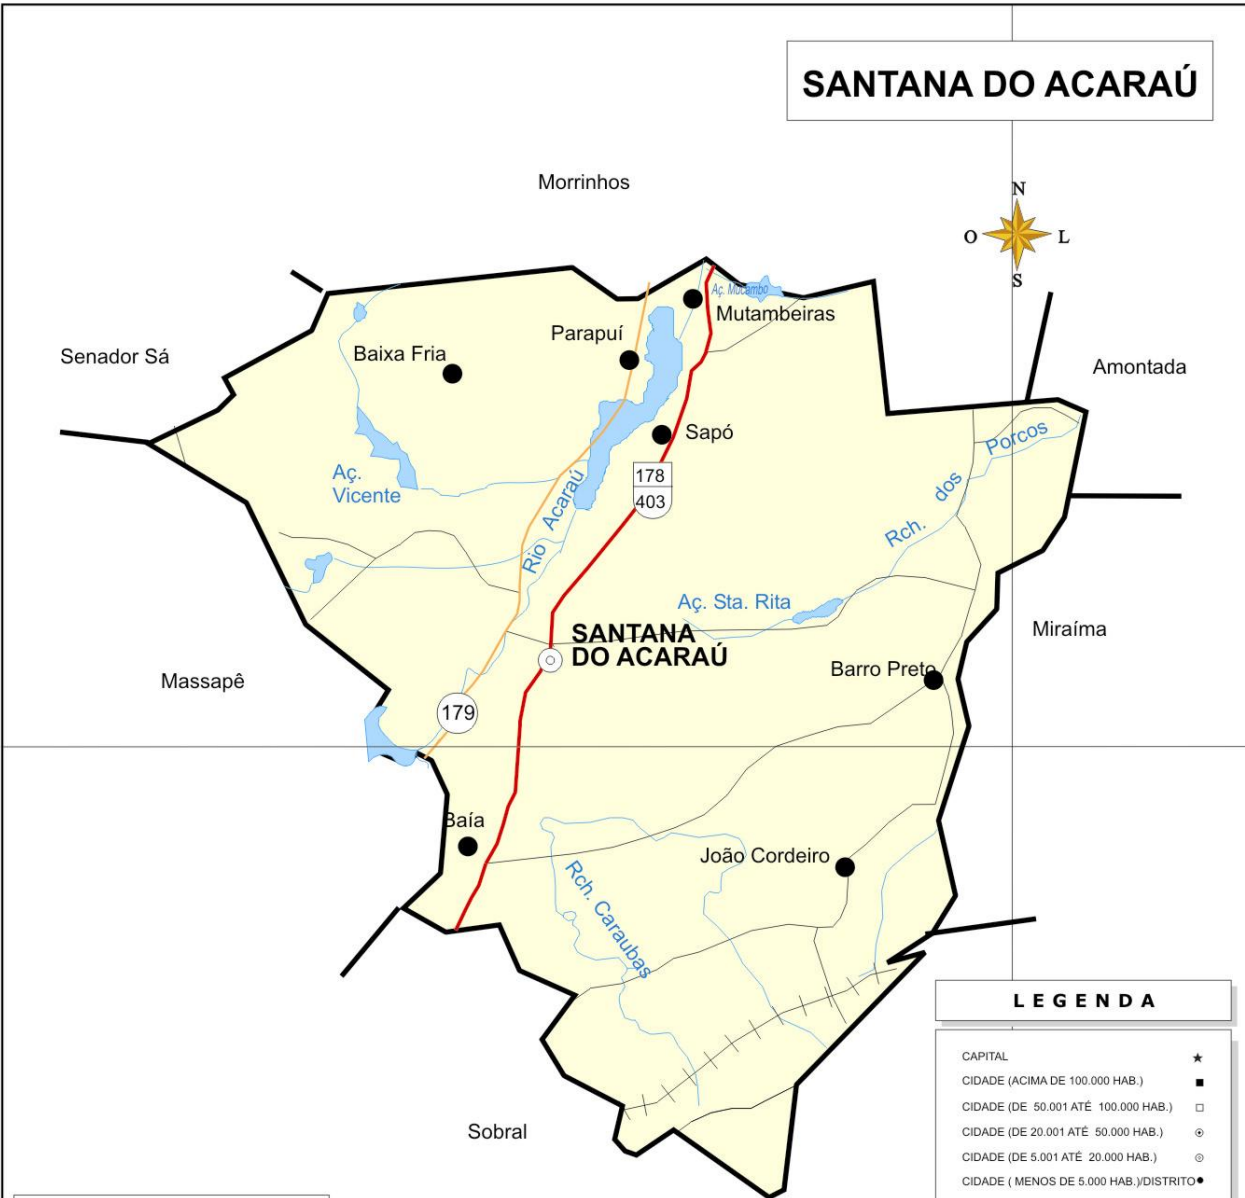 SANTANA DO ACARAÚ
Morrinhos
N
O
L
S
Aç. Mucambo
Mutambeiras
Parapuí
Baixa Fria
Senador Sá
Amontada
Sapó
Rch. dos Porcos
178
403
Aç.
Vicente
Rio Acaraú
Aç. Sta. Rita
SANTANA
DO ACARAÚ
Miraíma
Barro Preto
Massapê
179
Baía
João Cordeiro
Rch. Caraubas
Sobral
LEGENDA
CAPITAL
CIDADE (ACIMA DE 100.000 HAB.)
CIDADE (DE 50.001 ATÉ 100.000 HAB.)
CIDADE (DE 20.001 ATÉ 50.000 HAB.)
CIDADE (DE 5.001 ATÉ 20.000 HAB.)
CIDADE ( MENOS DE 5.000 HAB.)/DISTRITO